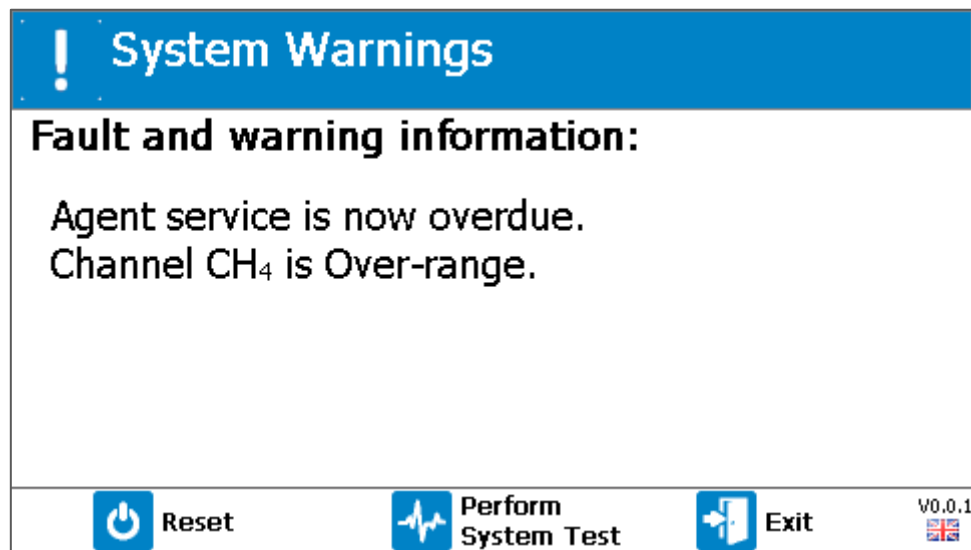 System Warnings
Fault and warning information:
Agent service is now overdue.
Channel CH₄ is Over-range.
Reset
Perform
System Test
Exit
V0.0.1